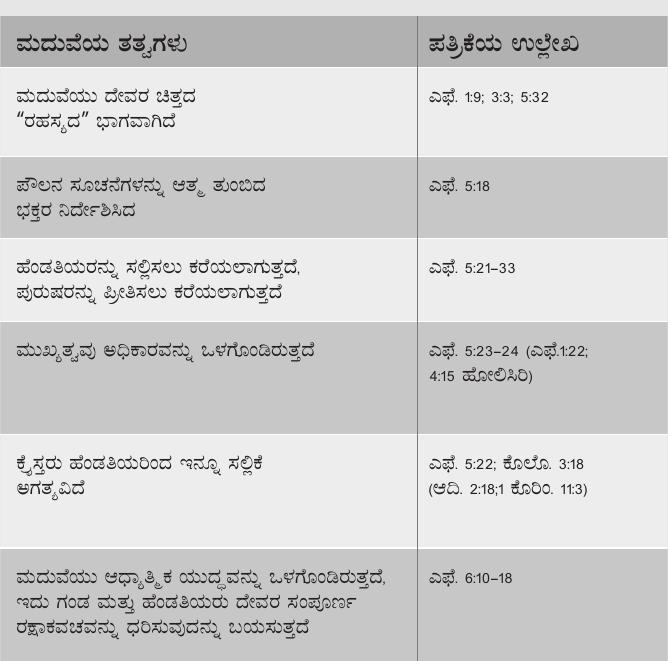 ಮದುವೆಯ ತತ್ವಗಳು ಪತ್ರಿಕೆಯ ಉಲ್ಲೇಖ
ಮದುವೆಯು ದೇವರ ಚಿತ್ತದ ಎಫೆ. 1:9; 3:3; 5:32
“ರಹಸ್ಯದ” ಭಾಗವಾಗಿದೆ
ಪೌಲನ ಸೂಚನೆಗಳನ್ನು ಆತ್ಮ ತುಂಬಿದ ಎಫೆ. 5:18
ಭಕ್ತರ ನಿರ್ದೇಶಿಸಿದ
ಹೆಂಡತಿಯರನ್ನು ಸಲ್ಲಿಸಲು ಕರೆಯಲಾಗುತ್ತದೆ, ಎಫೆ. 5:21–33
ಪುರುಷರನ್ನು ಪ್ರೀತಿಸಲು ಕರೆಯಲಾಗುತ್ತದೆ
ಮುಖ್ಯತ್ವವು ಅಧಿಕಾರವನ್ನು ಒಳಗೊಂಡಿರುತ್ತದೆ ಎಫೆ. 5:23–24 (ಎಫೆ.1:22;
4:15 ಹೋಲಿಸಿರಿ)
ಕ್ರೈಸ್ತರು ಹೆಂಡತಿಯರಿಂದ ಇನ್ನೂ ಸಲ್ಲಿಕೆ ಎಫೆ. 5:22; ಕೊಲೊ. 3:18
ಅಗತ್ಯವಿದೆ (ಆದಿ. 2:18;1 ಕೊರಿಂ. 11:3)
ಮದುವೆಯು ಆಧ್ಯಾತ್ಮಿಕ ಯುದ್ಧವನ್ನು ಒಳಗೊಂಡಿರುತ್ತದೆ, ಎಫೆ. 6:10–18
ಇದು ಗಂಡ ಮತ್ತು ಹೆಂಡತಿಯರು ದೇವರ ಸಂಪೂರ್ಣ
ರಕ್ಷಾಕವಚವನ್ನು ಧರಿಸುವುದನ್ನು ಬಯಸುತ್ತದೆ